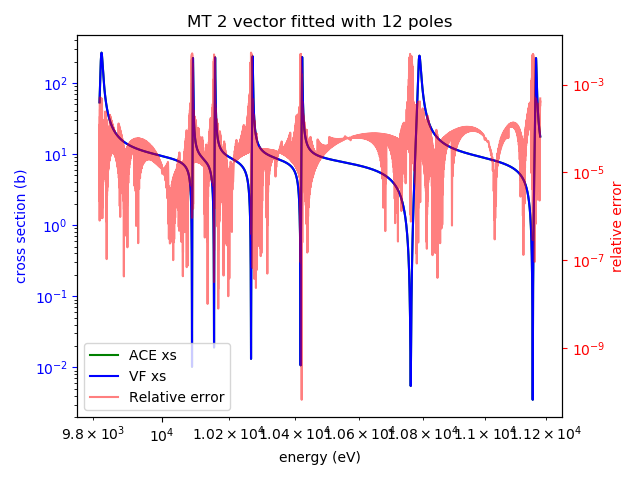 MT 2 vector fitted with 12 poles
cross section (b)
10²
10¹
10⁰
10⁻¹
10⁻²
10⁻³
10⁻⁵
10⁻⁷
10⁻⁹
relative error
ACE xs
VF xs
Relative error
9.8 × 10³ 10⁴ 1.02 × 10⁴ 1.04 × 10⁴ 1.06 × 10⁴ 1.08 × 10⁴ 1.1 × 10⁴ 1.12 × 10⁴
energy (eV)